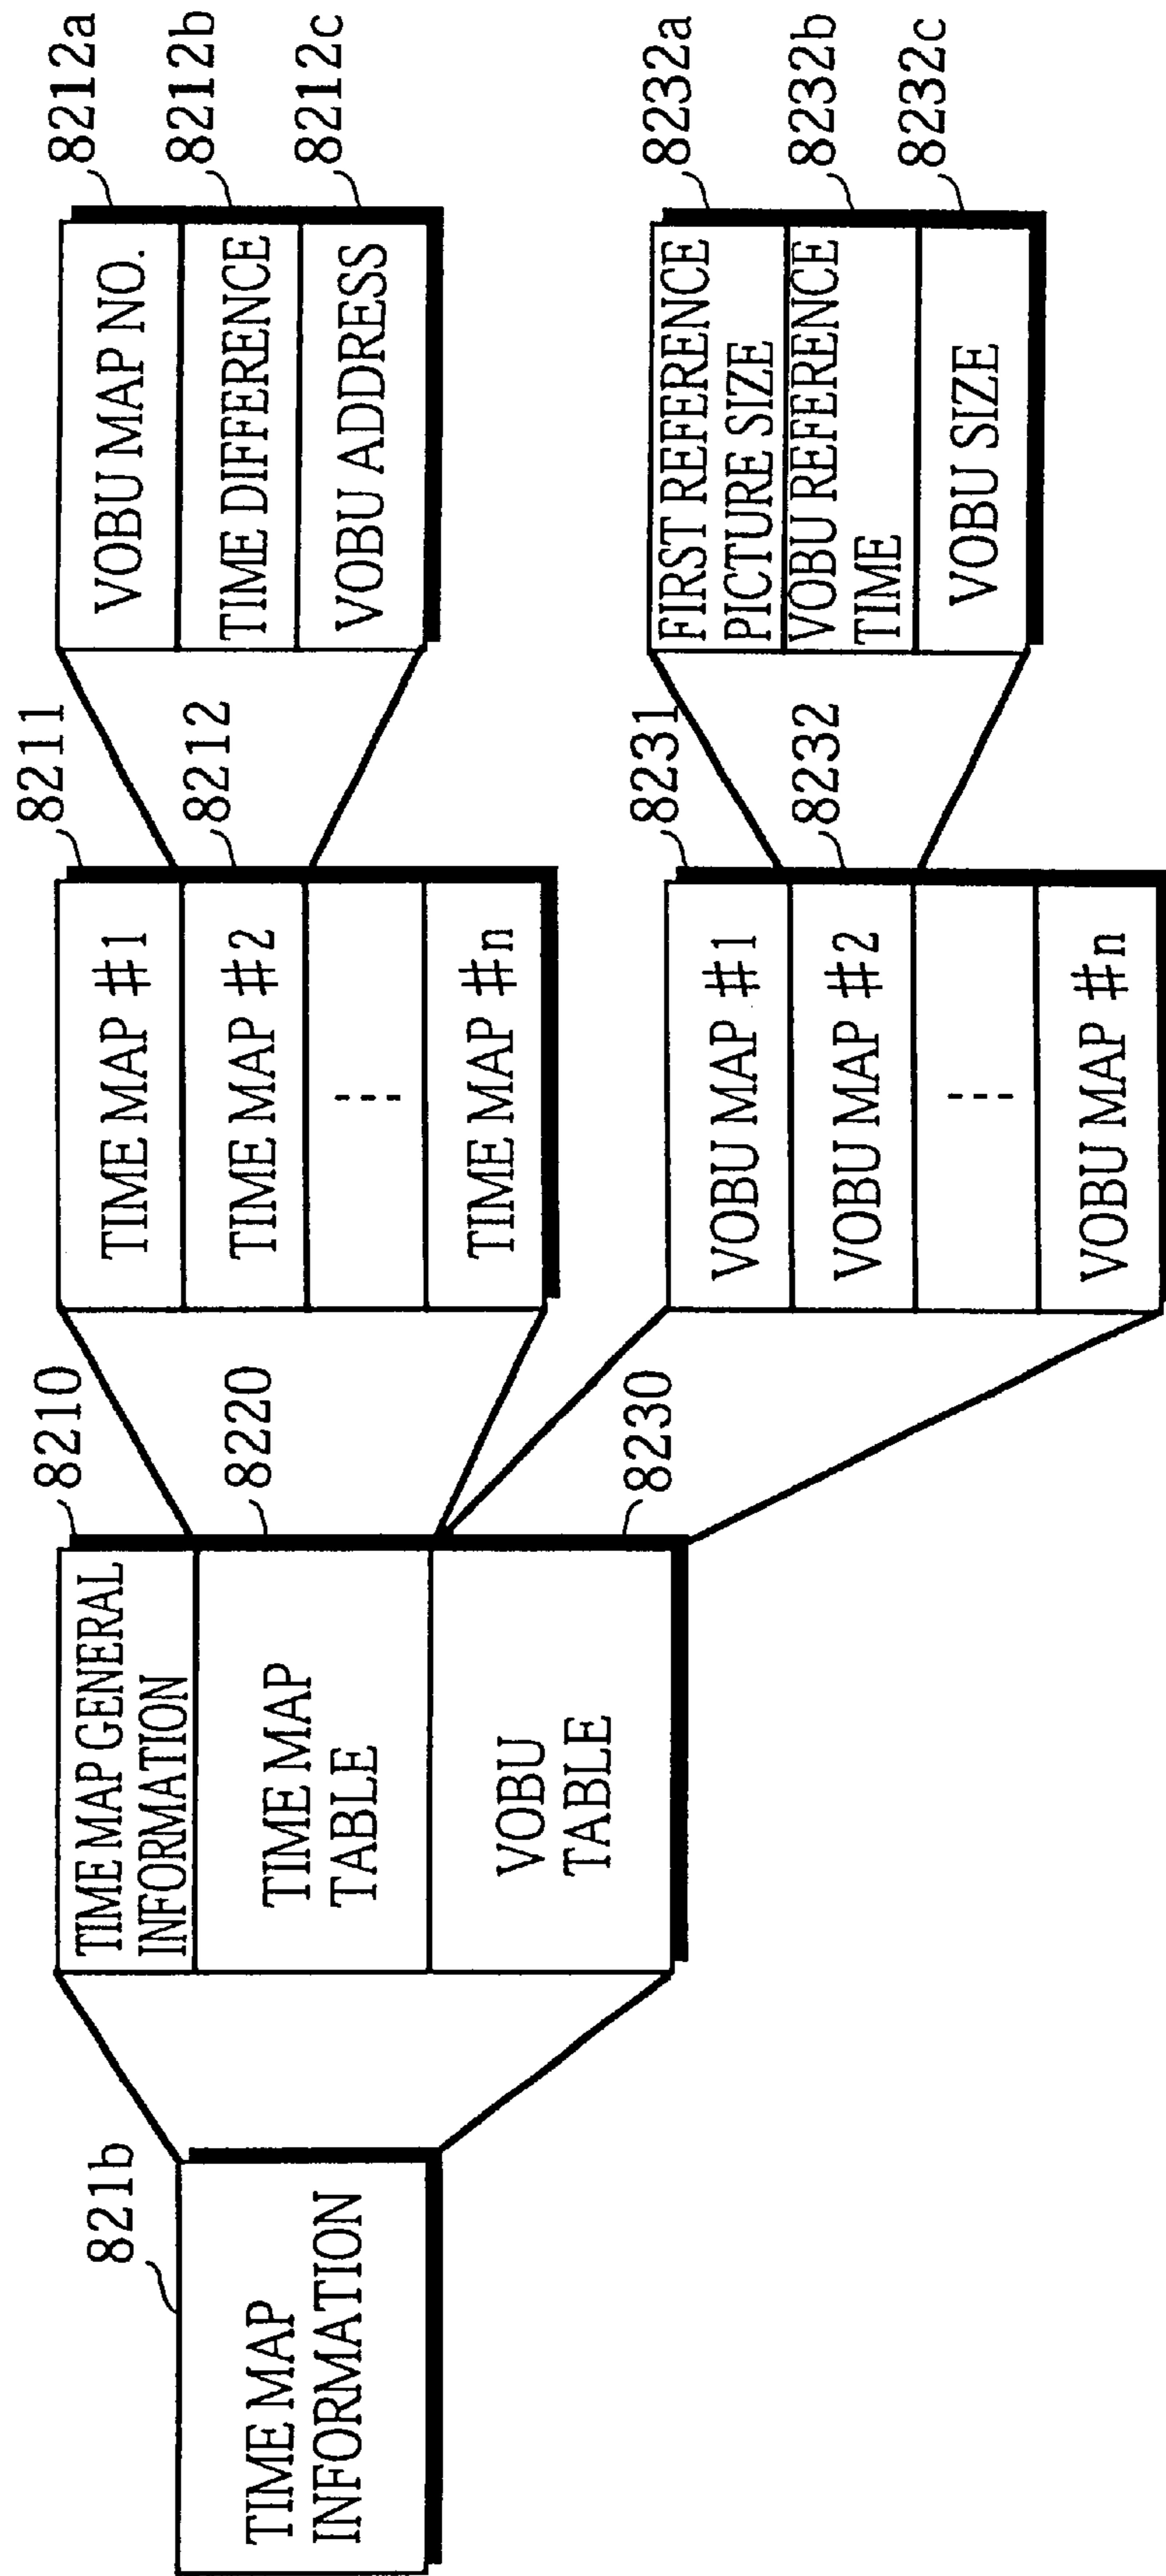 821b
TIME MAP
INFORMATION
8210
TIME MAP GENERAL
INFORMATION
8220
TIME MAP
TABLE
8230
VOBU
TABLE
8211
TIME MAP #1
8212
TIME MAP #2
TIME MAP #n
8231
VOBU MAP #1
8232
VOBU MAP #2
VOBU MAP #n
8212a
VOBU MAP NO.
8212b
TIME DIFFERENCE
8212c
VOBU ADDRESS
8232a
FIRST REFERENCE
PICTURE SIZE
8232b
VOBU REFERENCE
TIME
8232c
VOBU SIZE